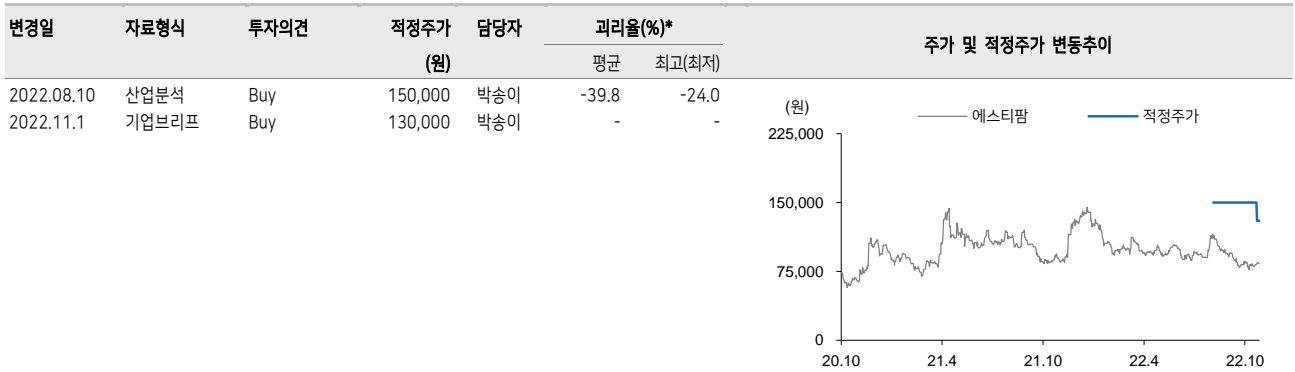 변경일 자료형식 투자의견 적정주가 담당자 괴리율(%)* 주가 및 적정주가 변동추이
(원) 평균 최고(최저)
2022.08.10 산업분석 Buy 150,000 박송이 -39.8 -24.0
2022.11.1 기업브리프 Buy 130,000 박송이 - -
(원) 에스티팜 적정주가
225,000
150,000
75,000
0
20.10 21.4 21.10 22.4 22.10